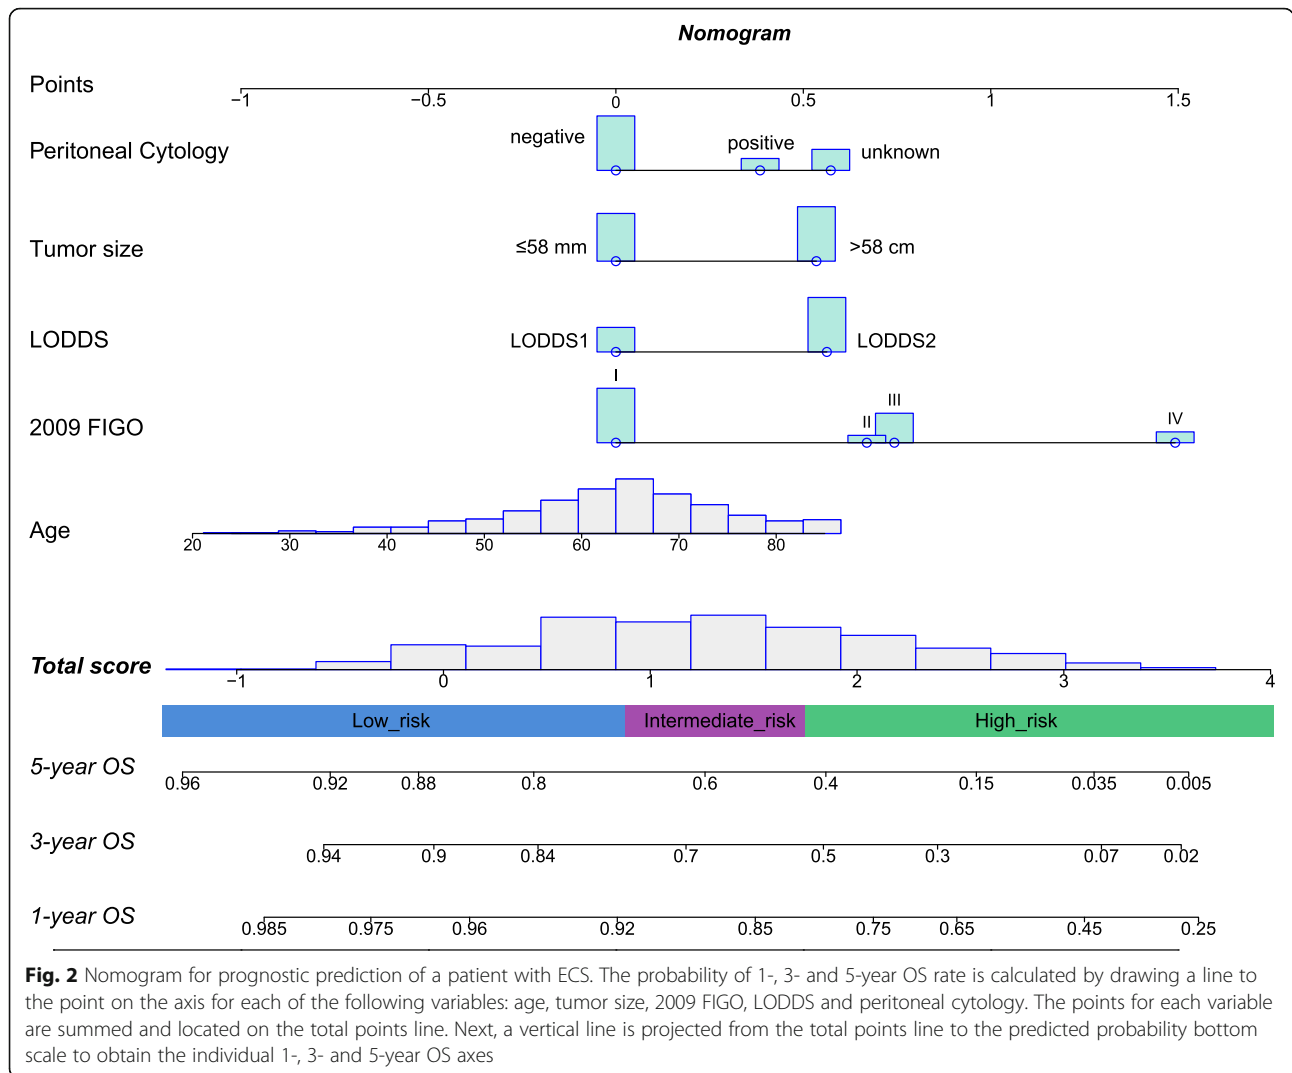 Nomogram
Points
−1 −0.5 0 0.5 1 1.5
Peritoneal Cytology
negative positive unknown
Tumor size
≤58 mm >58 cm
LODDS
LODDS1 LODDS2
2009 FIGO
I II III IV
Age
20 30 40 50 60 70 80
Total score
−1 0 1 2 3 4
Low_risk Intermediate_risk High_risk
5-year OS
0.96 0.92 0.88 0.8 0.6 0.4 0.15 0.035 0.005
3-year OS
0.94 0.9 0.84 0.7 0.5 0.3 0.07 0.02
1-year OS
0.985 0.975 0.96 0.92 0.85 0.75 0.65 0.45 0.25
Fig. 2 Nomogram for prognostic prediction of a patient with ECS. The probability of 1-, 3- and 5-year OS rate is calculated by drawing a line to
the point on the axis for each of the following variables: age, tumor size, 2009 FIGO, LODDS and peritoneal cytology. The points for each variable
are summed and located on the total points line. Next, a vertical line is projected from the total points line to the predicted probability bottom
scale to obtain the individual 1-, 3- and 5-year OS axes